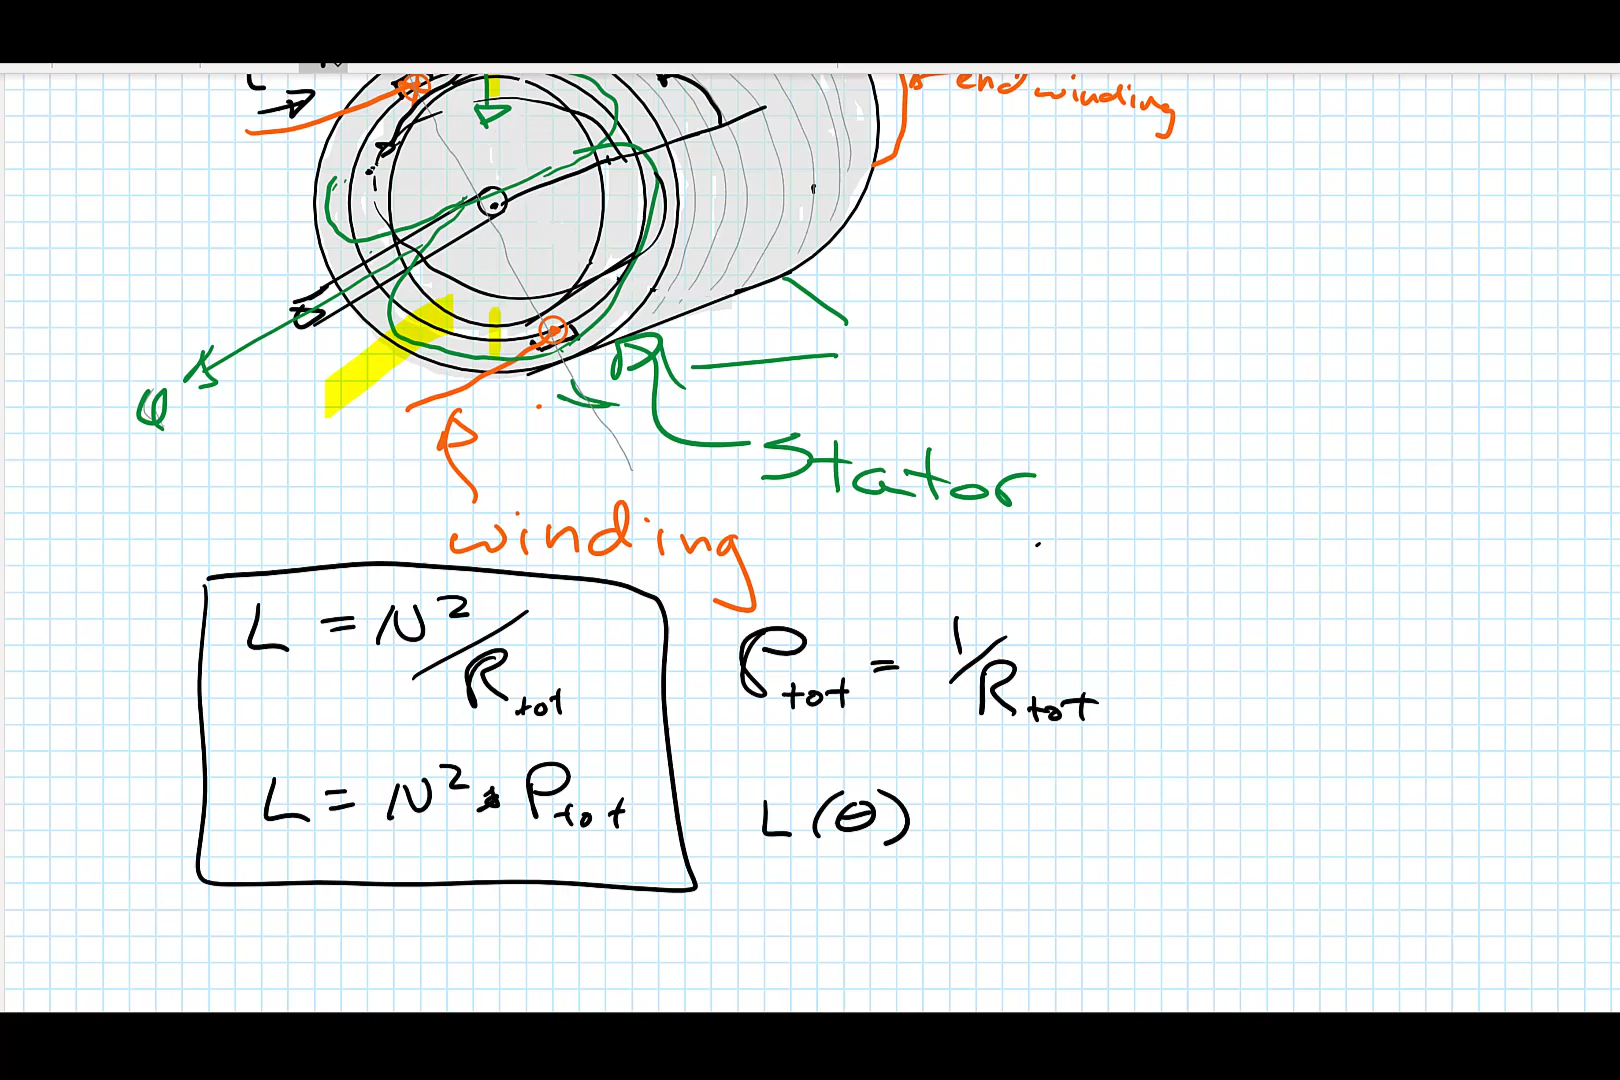 end winding
φ
Stator
winding
L = N²/R_tot
P_tot = 1/R_tot
L = N² * P_tot
L(θ)